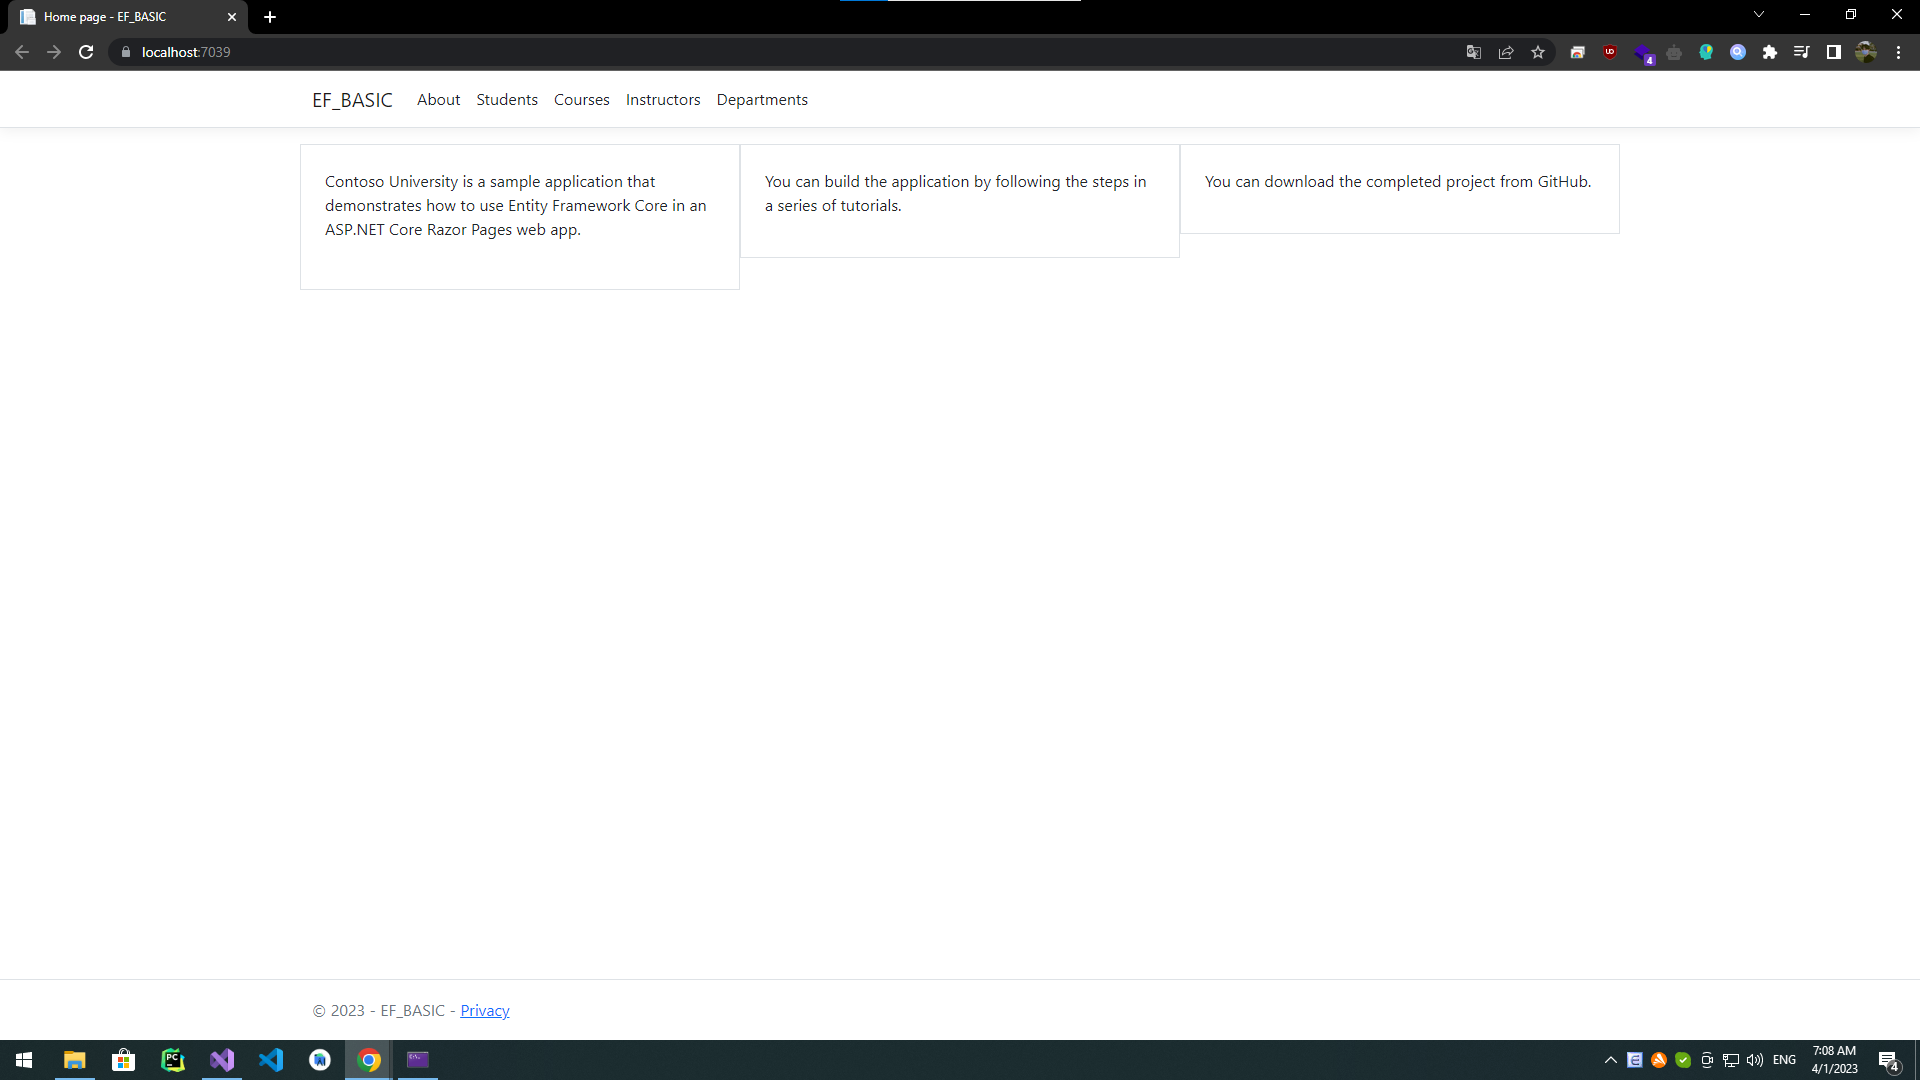 Home page - EF_BASIC
localhost:7039
4
EF_BASIC About Students Courses Instructors Departments
Contoso University is a sample application that
demonstrates how to use Entity Framework Core in an
ASP.NET Core Razor Pages web app.
You can build the application by following the steps in
a series of tutorials.
You can download the completed project from GitHub.
© 2023 - EF_BASIC - Privacy
PC
ENG
7:08 AM
4/1/2023
4